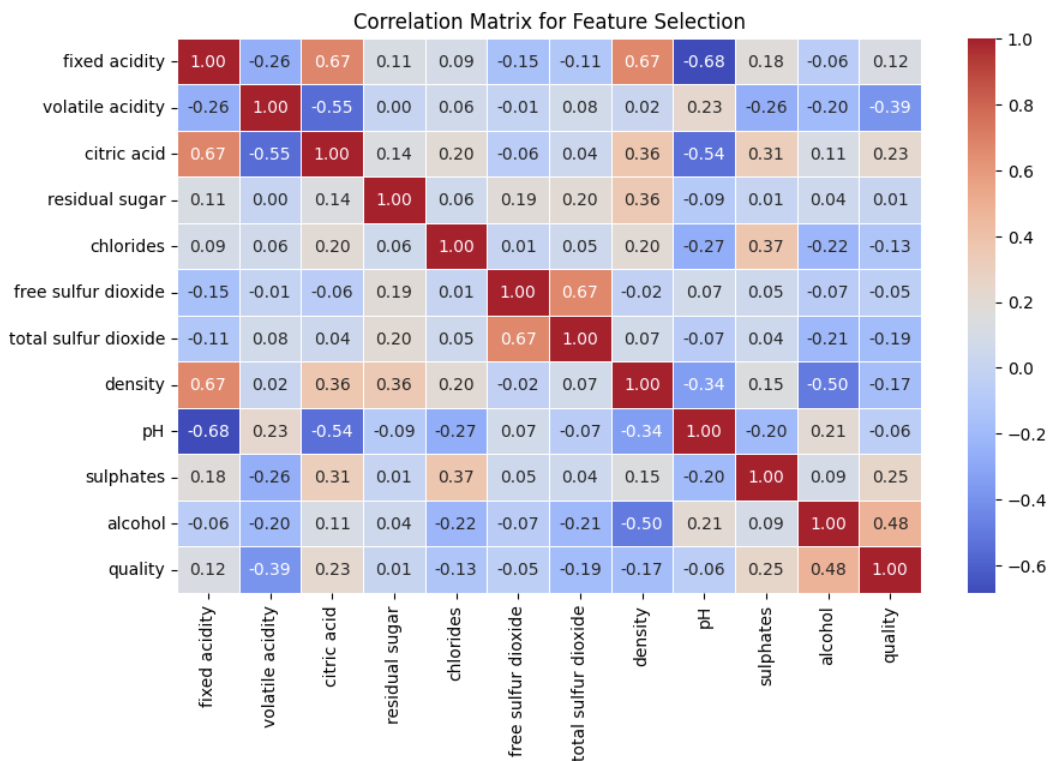 Correlation Matrix for Feature Selection
fixed acidity 1.00 -0.26 0.67 0.11 0.09 -0.15 -0.11 0.67 -0.68 0.18 -0.06 0.12
volatile acidity -0.26 1.00 -0.55 0.00 0.06 -0.01 0.08 0.02 0.23 -0.26 -0.20 -0.39
citric acid 0.67 -0.55 1.00 0.14 0.20 -0.06 0.04 0.36 -0.54 0.31 0.11 0.23
residual sugar 0.11 0.00 0.14 1.00 0.06 0.19 0.20 0.36 -0.09 0.01 0.04 0.01
chlorides 0.09 0.06 0.20 0.06 1.00 0.01 0.05 0.20 -0.27 0.37 -0.22 -0.13
free sulfur dioxide -0.15 -0.01 -0.06 0.19 0.01 1.00 0.67 -0.02 0.07 0.05 -0.07 -0.05
total sulfur dioxide -0.11 0.08 0.04 0.20 0.05 0.67 1.00 0.07 -0.07 0.04 -0.21 -0.19
density 0.67 0.02 0.36 0.36 0.20 -0.02 0.07 1.00 -0.34 0.15 -0.50 -0.17
pH -0.68 0.23 -0.54 -0.09 -0.27 0.07 -0.07 -0.34 1.00 -0.20 0.21 -0.06
sulphates 0.18 -0.26 0.31 0.01 0.37 0.05 0.04 0.15 -0.20 1.00 0.09 0.25
alcohol -0.06 -0.20 0.11 0.04 -0.22 -0.07 -0.21 -0.50 0.21 0.09 1.00 0.48
quality 0.12 -0.39 0.23 0.01 -0.13 -0.05 -0.19 -0.17 -0.06 0.25 0.48 1.00
fixed acidity
volatile acidity
citric acid
residual sugar
chlorides
free sulfur dioxide
total sulfur dioxide
density
pH
sulphates
alcohol
quality
1.0
0.8
0.6
0.4
0.2
0.0
−0.2
−0.4
−0.6